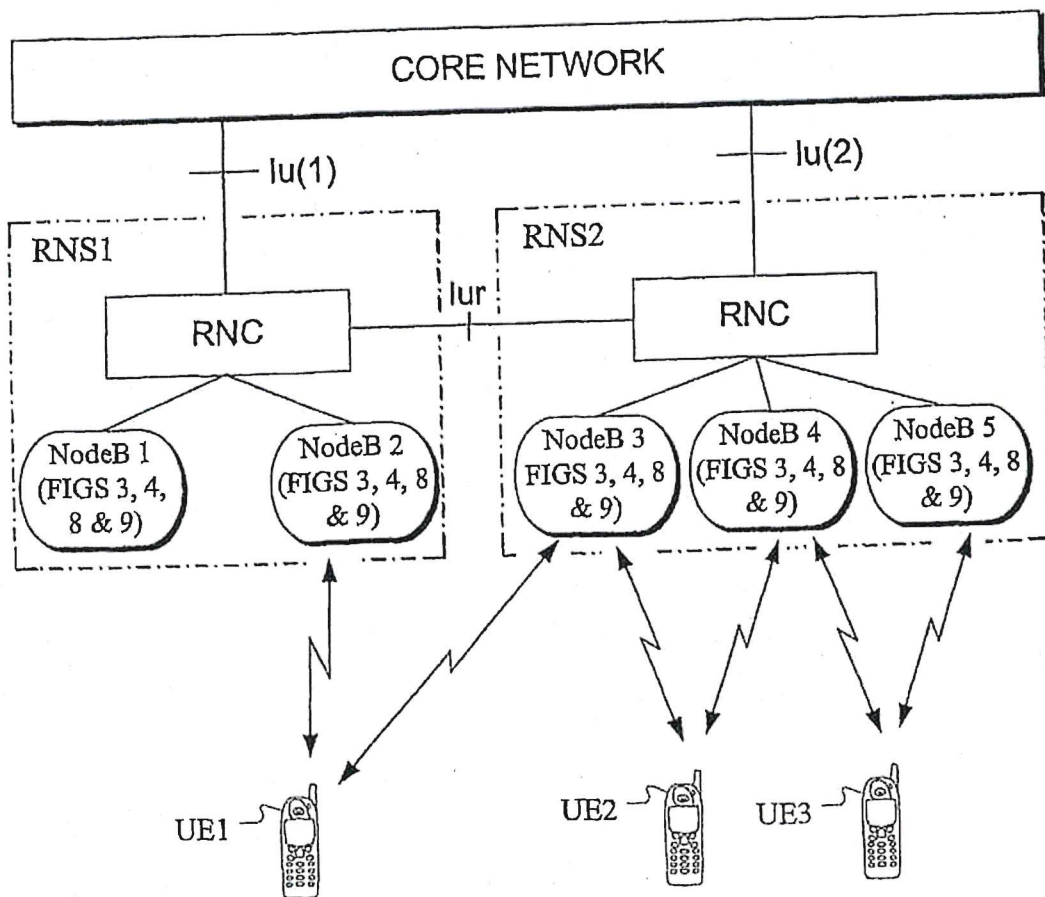 CORE NETWORK
Iu(1)
Iu(2)
RNS1
RNS2
RNC
Iur
RNC
NodeB 1
(FIGS 3, 4,
8 & 9)
NodeB 2
(FIGS 3, 4, 8
& 9)
NodeB 3
FIGS 3, 4, 8
& 9)
NodeB 4
(FIGS 3, 4, 8
& 9)
NodeB 5
(FIGS 3, 4, 8
& 9)
UE1
UE2
UE3